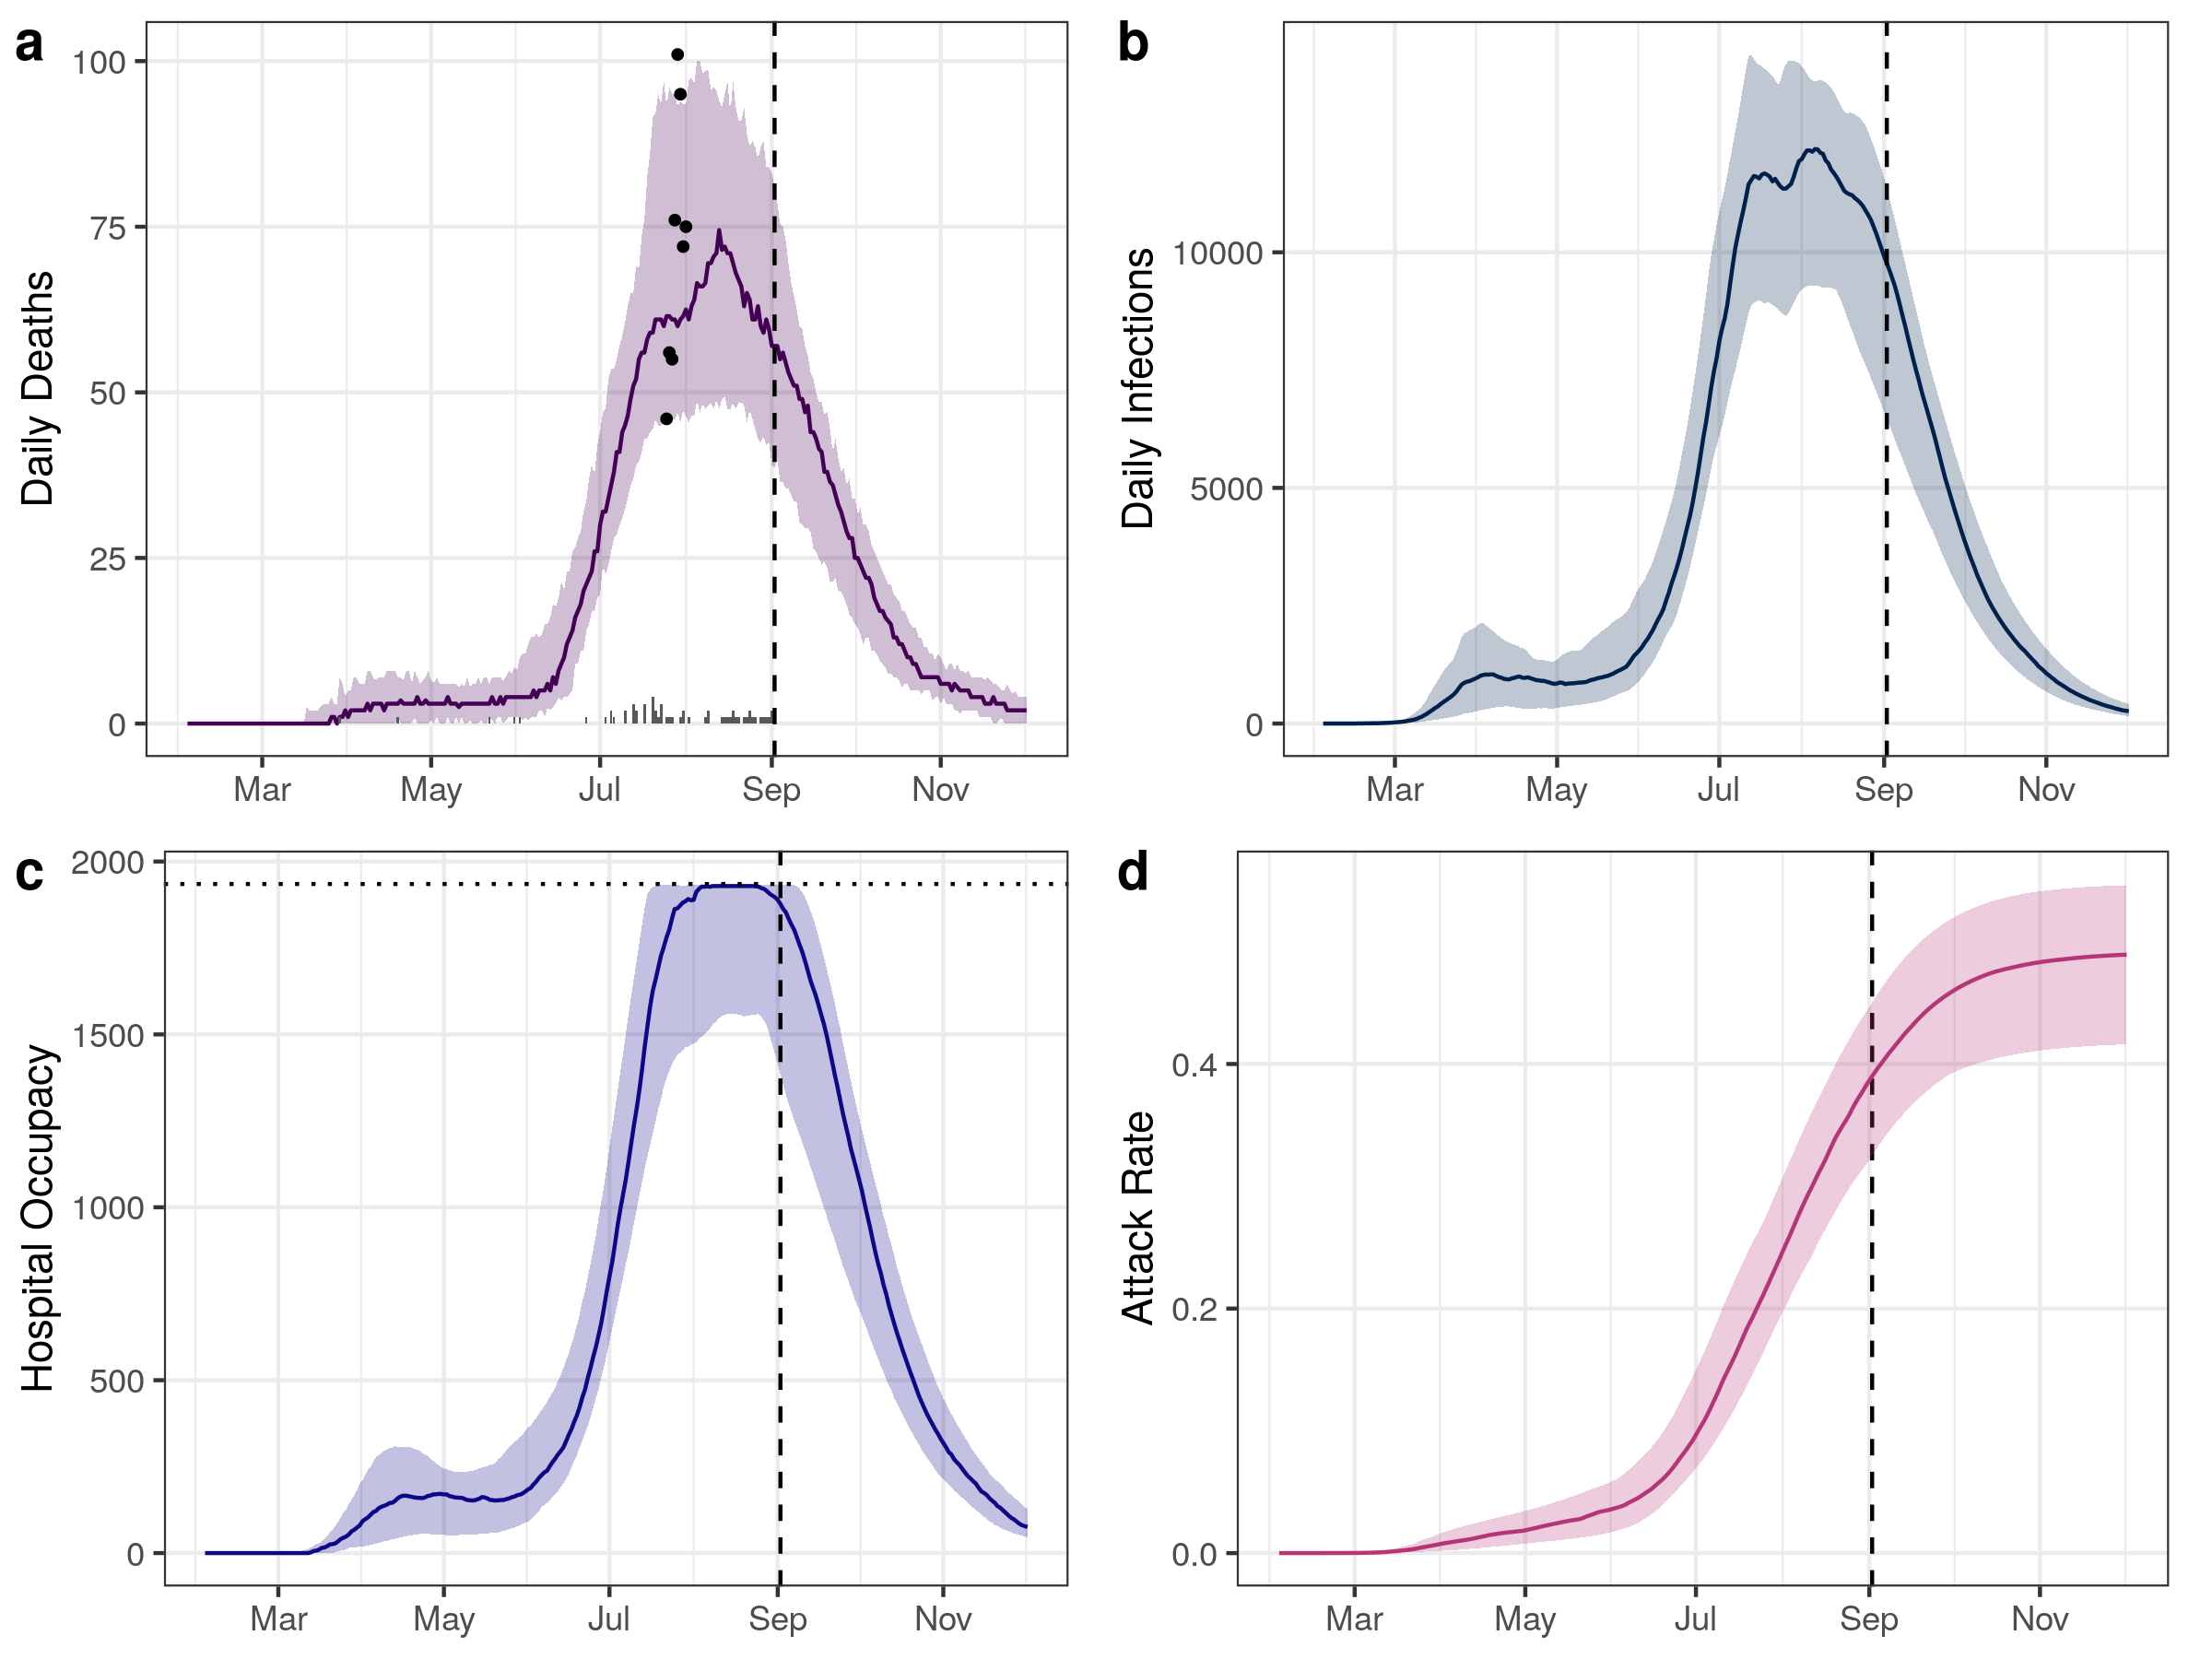 a
100
75
50
25
0
Daily Deaths
Mar May Jul Sep Nov
b
10000
5000
0
Daily Infections
Mar May Jul Sep Nov
c
2000
1500
1000
500
0
Hospital Occupancy
Mar May Jul Sep Nov
d
0.4
0.2
0.0
Attack Rate
Mar May Jul Sep Nov